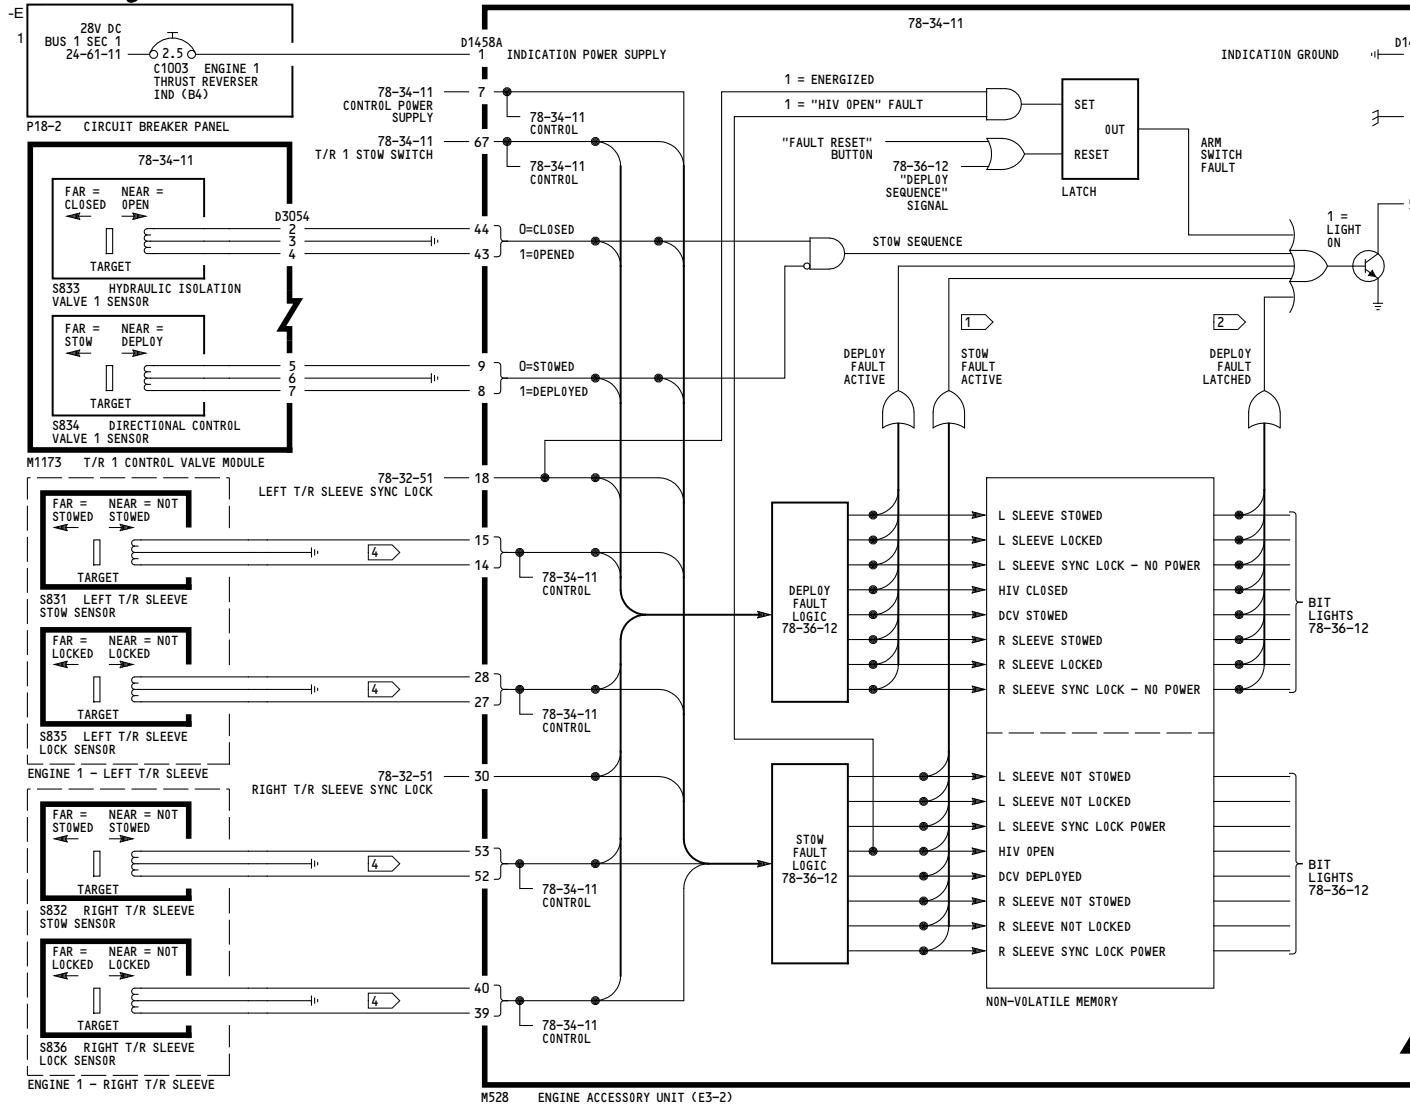 -E
1
28V DC
BUS 1 SEC 1
24-61-11
2.5
C1003 ENGINE 1
THRUST REVERSER
IND (B4)
P18-2 CIRCUIT BREAKER PANEL
D1458A
1 INDICATION POWER SUPPLY
78-34-11
INDICATION GROUND
78-34-11
CONTROL POWER
SUPPLY
7
78-34-11
CONTROL
78-34-11
T/R 1 STOW SWITCH
67
78-34-11
CONTROL
1 = ENERGIZED
1 = "HIV OPEN" FAULT
"FAULT RESET"
BUTTON
78-36-12
"DEPLOY
SEQUENCE"
SIGNAL
SET
OUT
RESET
LATCH
ARM
SWITCH
FAULT
1 =
LIGHT
ON
78-34-11
FAR =
CLOSED
NEAR =
OPEN
TARGET
S833 HYDRAULIC ISOLATION
VALVE 1 SENSOR
D3054
2
3
4
44
43
0=CLOSED
1=OPENED
STOW SEQUENCE
FAR =
STOW
NEAR =
DEPLOY
TARGET
S834 DIRECTIONAL CONTROL
VALVE 1 SENSOR
5
6
7
9
8
0=STOWED
1=DEPLOYED
M1173 T/R 1 CONTROL VALVE MODULE
DEPLOY
FAULT
ACTIVE
1
STOW
FAULT
ACTIVE
2
DEPLOY
FAULT
LATCHED
78-32-51
LEFT T/R SLEEVE SYNC LOCK
18
FAR =
STOWED
NEAR = NOT
STOWED
TARGET
S831 LEFT T/R SLEEVE
STOW SENSOR
4
15
14
78-34-11
CONTROL
FAR =
LOCKED
NEAR = NOT
LOCKED
TARGET
S835 LEFT T/R SLEEVE
LOCK SENSOR
4
28
27
78-34-11
CONTROL
ENGINE 1 - LEFT T/R SLEEVE
78-32-51
RIGHT T/R SLEEVE SYNC LOCK
30
FAR =
STOWED
NEAR = NOT
STOWED
TARGET
S832 RIGHT T/R SLEEVE
STOW SENSOR
4
53
52
78-34-11
CONTROL
FAR =
LOCKED
NEAR = NOT
LOCKED
TARGET
S836 RIGHT T/R SLEEVE
LOCK SENSOR
4
40
39
78-34-11
CONTROL
ENGINE 1 - RIGHT T/R SLEEVE
DEPLOY
FAULT
LOGIC
78-36-12
L SLEEVE STOWED
L SLEEVE LOCKED
L SLEEVE SYNC LOCK - NO POWER
HIV CLOSED
DCV STOWED
R SLEEVE STOWED
R SLEEVE LOCKED
R SLEEVE SYNC LOCK - NO POWER
BIT
LIGHTS
78-36-12
STOW
FAULT
LOGIC
78-36-12
L SLEEVE NOT STOWED
L SLEEVE NOT LOCKED
L SLEEVE SYNC LOCK POWER
HIV OPEN
DCV DEPLOYED
R SLEEVE NOT STOWED
R SLEEVE NOT LOCKED
R SLEEVE SYNC LOCK POWER
BIT
LIGHTS
78-36-12
NON-VOLATILE MEMORY
M528 ENGINE ACCESSORY UNIT (E3-2)